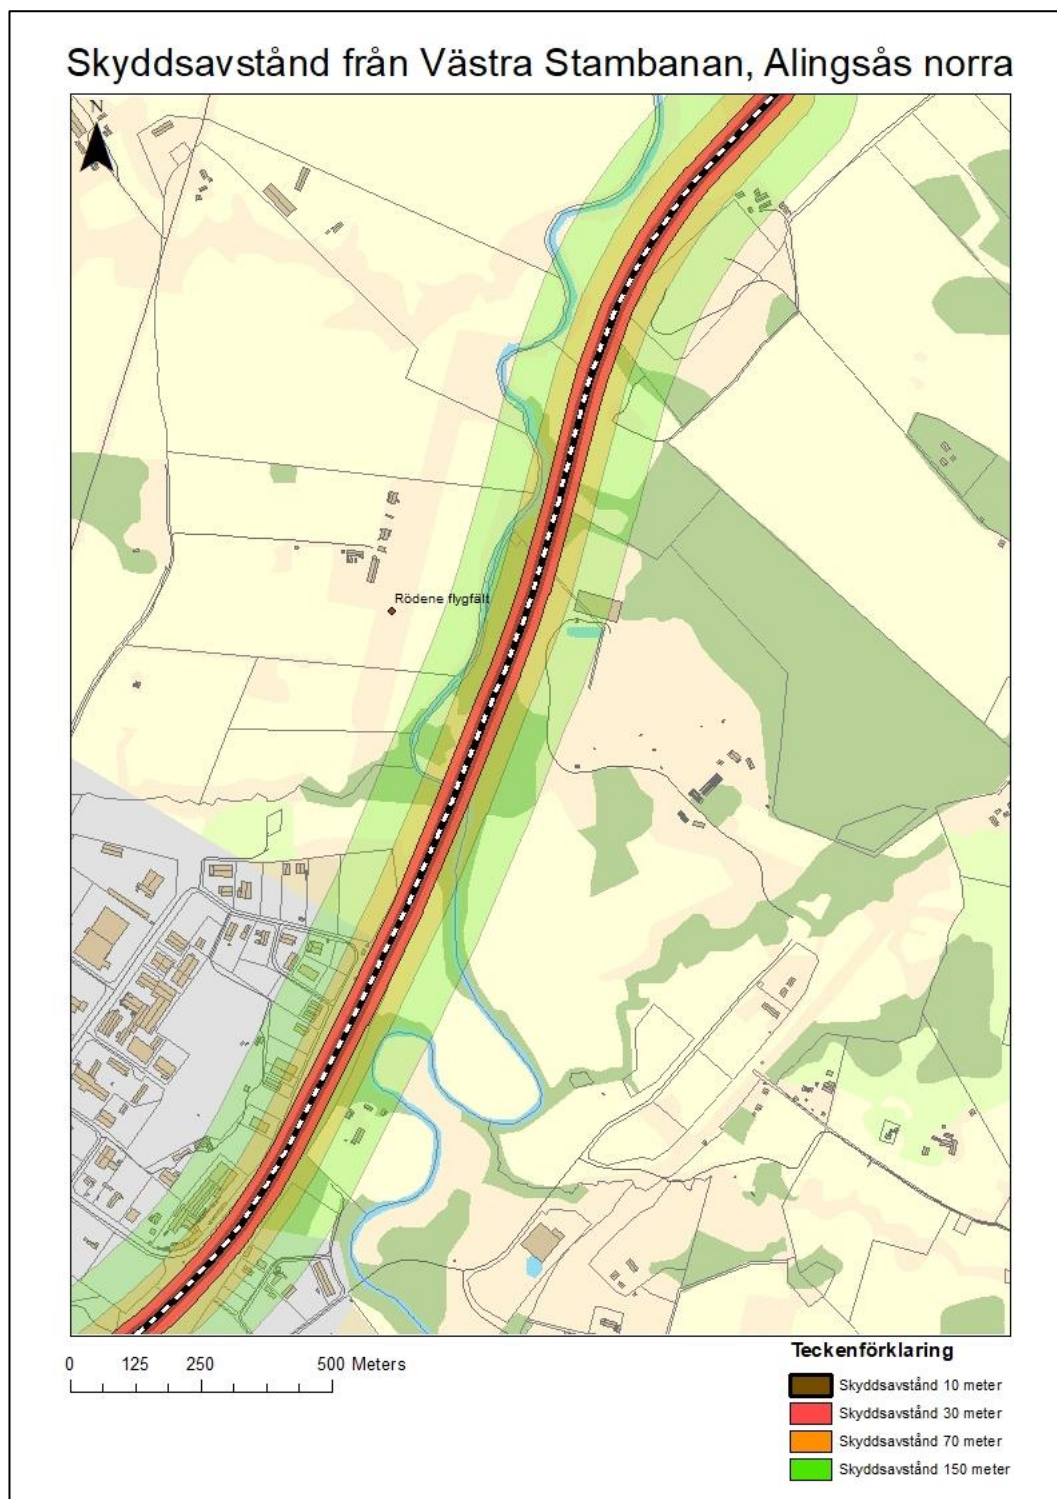 Skyddsavstånd från Västra Stambanan, Alingsås norra
N
Rödene flygfält
0 125 250 500 Meters
Teckenförklaring
Skyddsavstånd 10 meter
Skyddsavstånd 30 meter
Skyddsavstånd 70 meter
Skyddsavstånd 150 meter